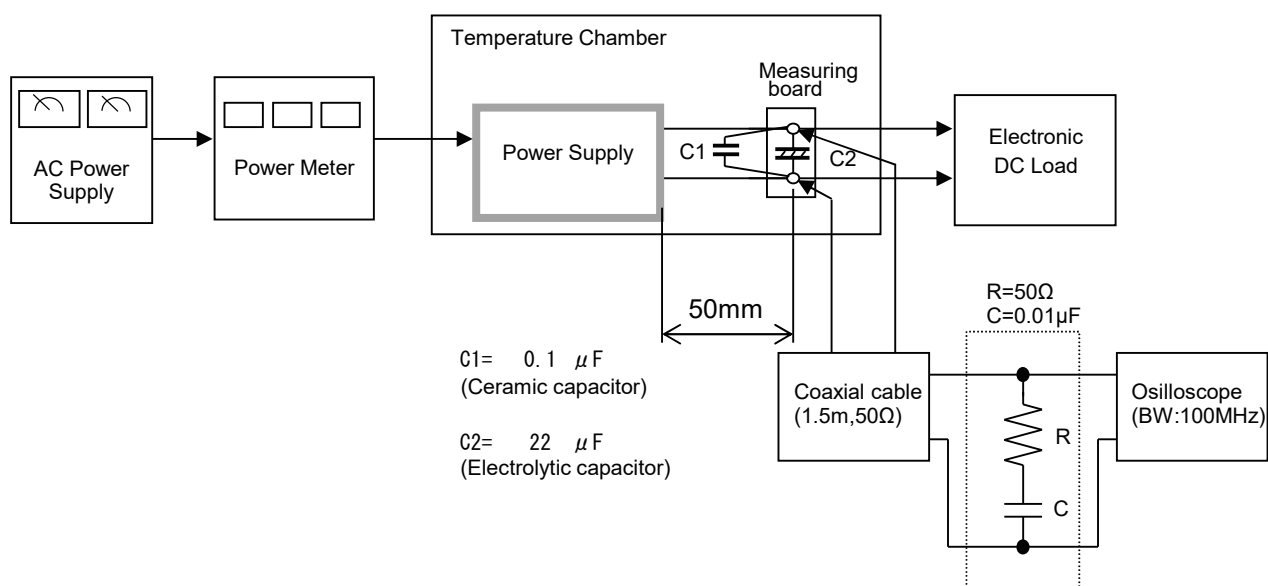 Temperature Chamber
Measuring
board
AC Power
Supply
Power Meter
Power Supply
C1
C2
Electronic
DC Load
50mm
R=50Ω
C=0.01µF
C1= 0.1 μF
(Ceramic capacitor)
C2= 22 μF
(Electrolytic capacitor)
Coaxial cable
(1.5m,50Ω)
R
C
Osilloscope
(BW:100MHz)